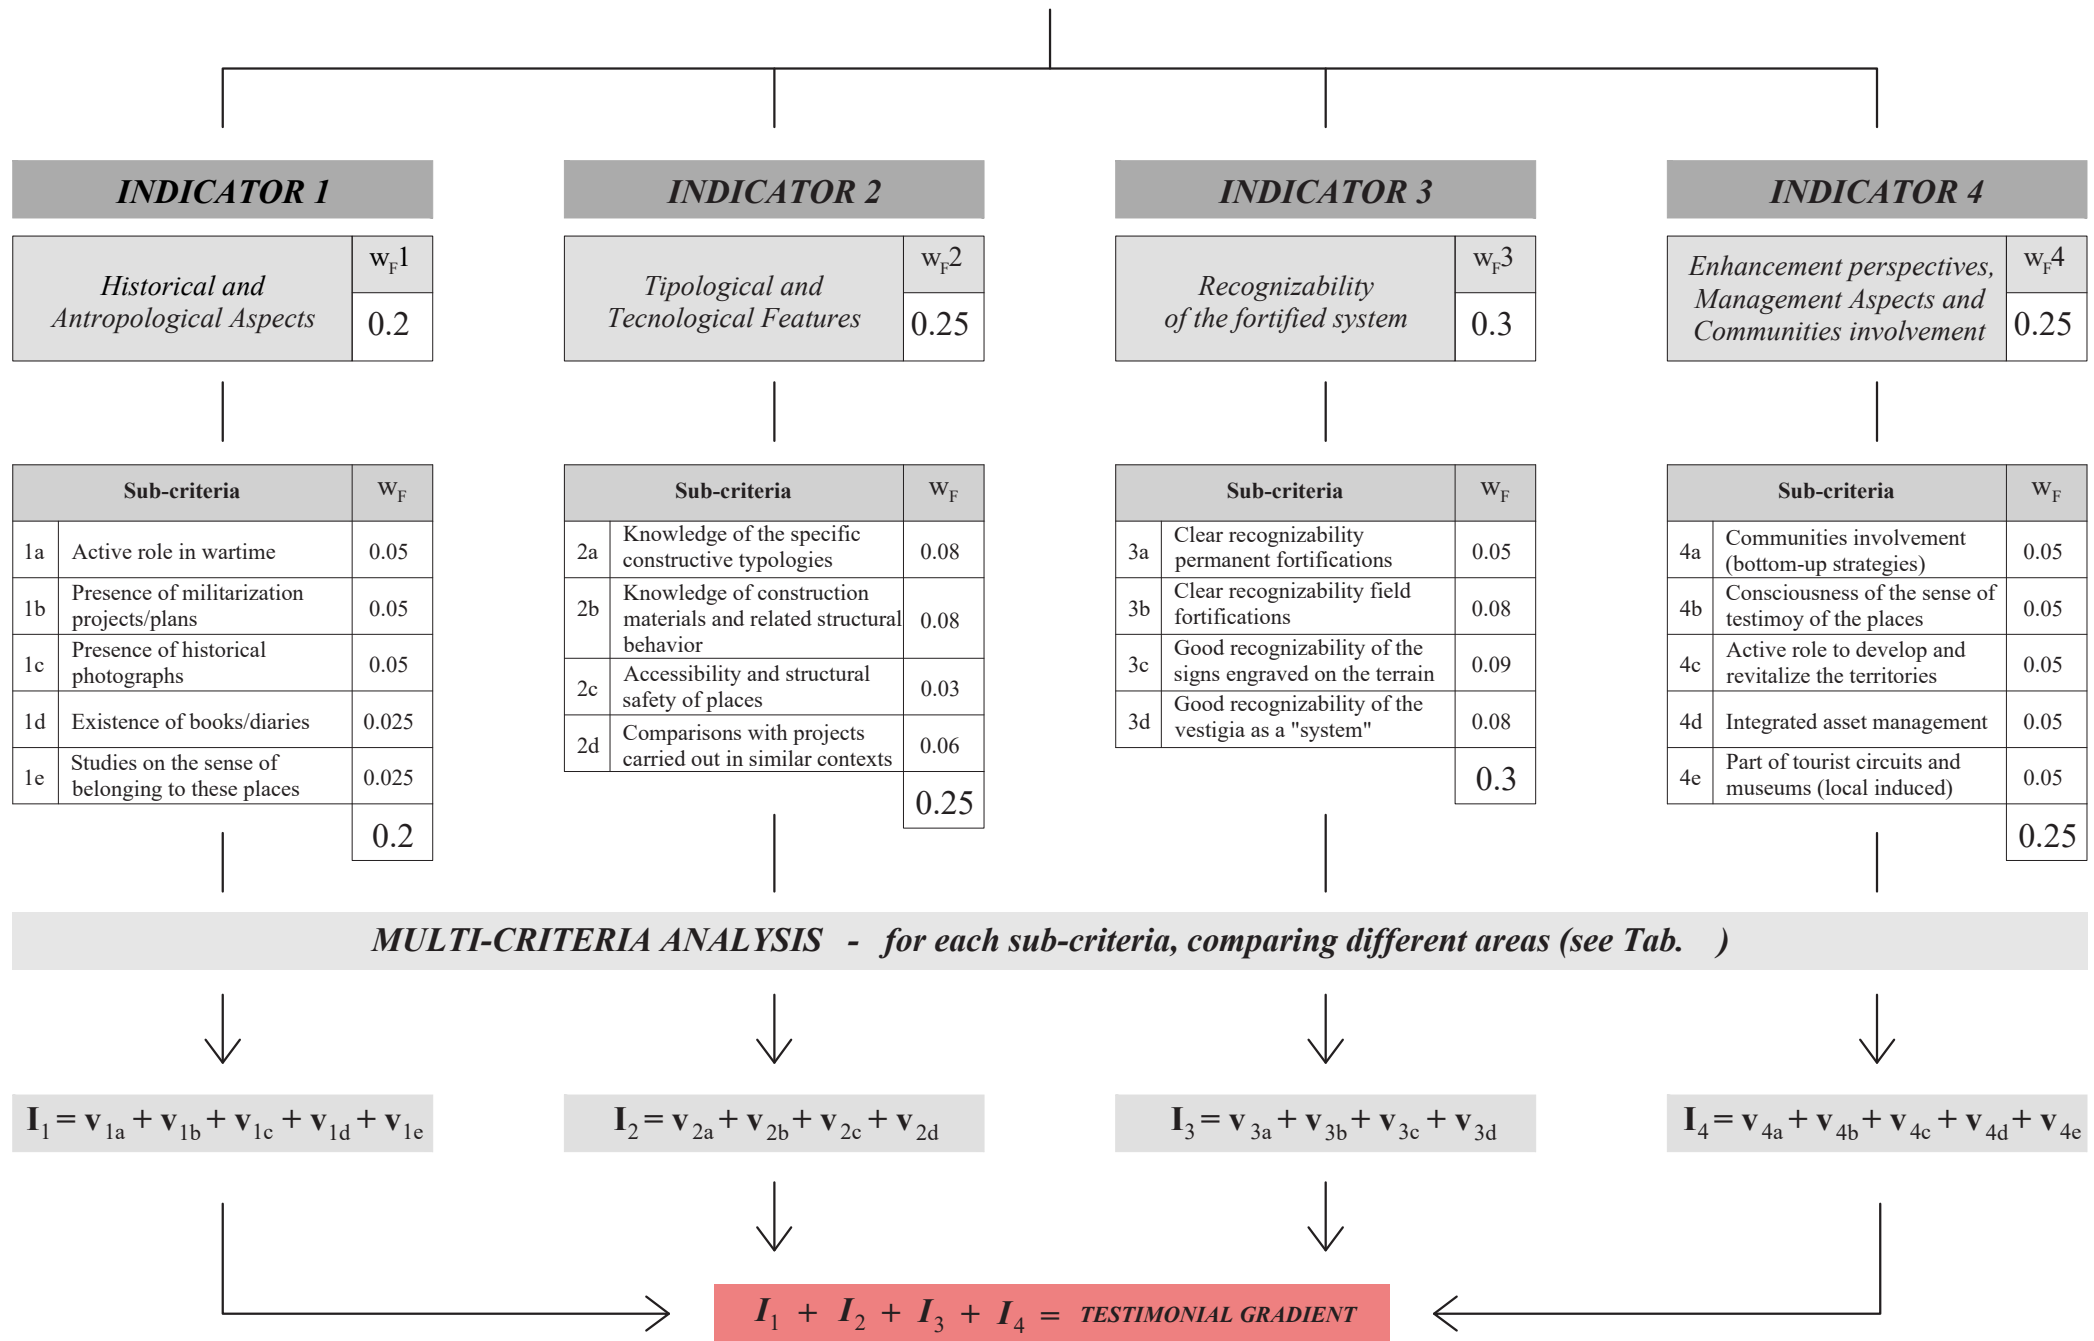 INDICATOR 1
Historical and
Antropological Aspects
wF1
0.2
Sub-criteria wF
1a Active role in wartime 0.05
1b Presence of militarization
projects/plans 0.05
1c Presence of historical
photographs 0.05
1d Existence of books/diaries 0.025
1e Studies on the sense of
belonging to these places 0.025
0.2
INDICATOR 2
Tipological and
Tecnological Features
wF2
0.25
Sub-criteria wF
2a Knowledge of the specific
constructive typologies 0.08
2b Knowledge of construction
materials and related structural
behavior 0.08
2c Accessibility and structural
safety of places 0.03
2d Comparisons with projects
carried out in similar contexts 0.06
0.25
INDICATOR 3
Recognizability
of the fortified system
wF3
0.3
Sub-criteria wF
3a Clear recognizability
permanent fortifications 0.05
3b Clear recognizability field
fortifications 0.08
3c Good recognizability of the
signs engraved on the terrain 0.09
3d Good recognizability of the
vestigia as a "system" 0.08
0.3
INDICATOR 4
Enhancement perspectives,
Management Aspects and
Communities involvement
wF4
0.25
Sub-criteria wF
4a Communities involvement
(bottom-up strategies) 0.05
4b Consciousness of the sense of
testimoy of the places 0.05
4c Active role to develop and
revitalize the territories 0.05
4d Integrated asset management 0.05
4e Part of tourist circuits and
museums (local induced) 0.05
0.25
MULTI-CRITERIA ANALYSIS - for each sub-criteria, comparing different areas (see Tab. )
I1 = v1a + v1b + v1c + v1d + v1e
I2 = v2a + v2b + v2c + v2d
I3 = v3a + v3b + v3c + v3d
I4 = v4a + v4b + v4c + v4d + v4e
I1 + I2 + I3 + I4 = TESTIMONIAL GRADIENT